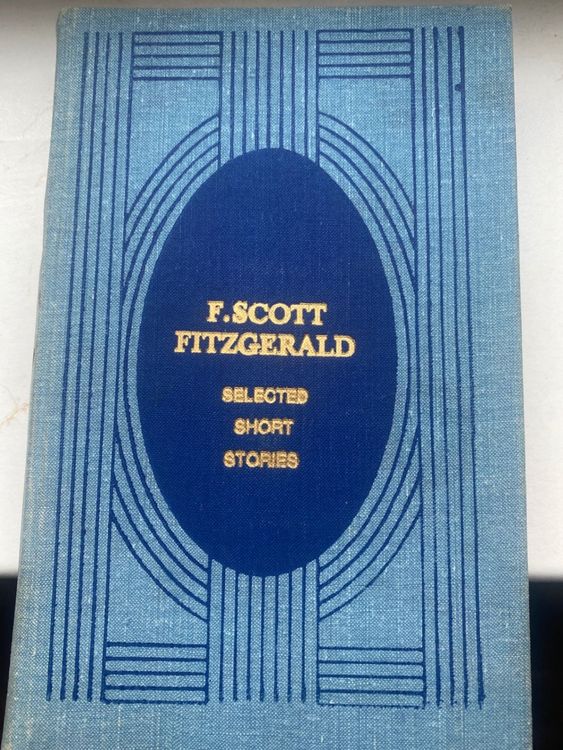 F. SCOTT
FITZGERALD
SELECTED
SHORT
STORIES